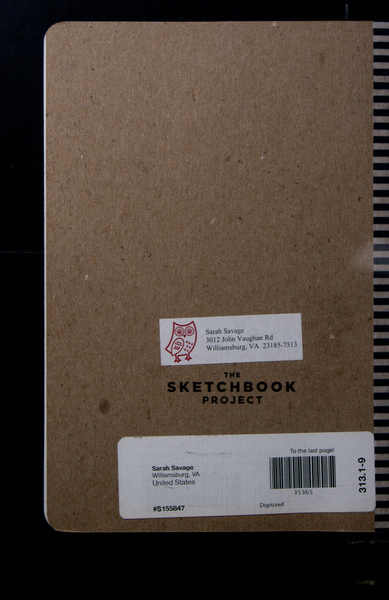 Sarah Savage
3012 John Vaughan Rd
Williamsburg, VA 23185-7513
THE
SKETCHBOOK
PROJECT
To the last page!
Sarah Savage
Williamsburg, VA
United States
35365
313.1-9
#S155847
Digitized